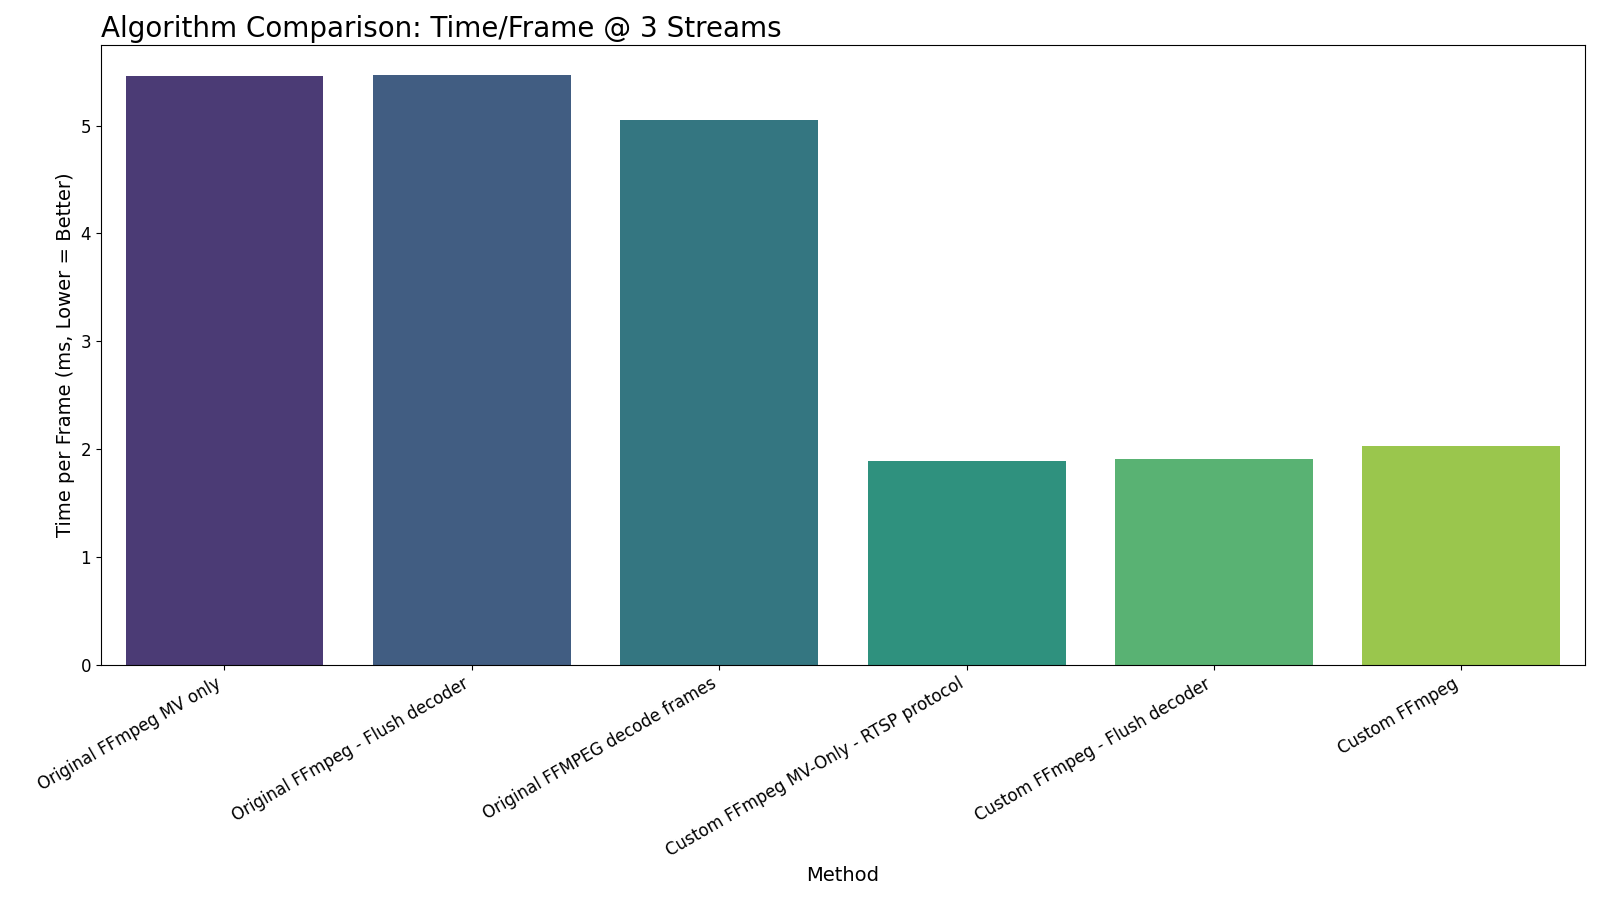 Algorithm Comparison: Time/Frame @ 3 Streams
Time per Frame (ms, Lower = Better)
5
4
3
2
1
0
Original FFmpeg MV only
Original FFmpeg - Flush decoder
Original FFMPEG decode frames
Custom FFmpeg MV-Only - RTSP protocol
Custom FFmpeg - Flush decoder
Custom FFmpeg
Method